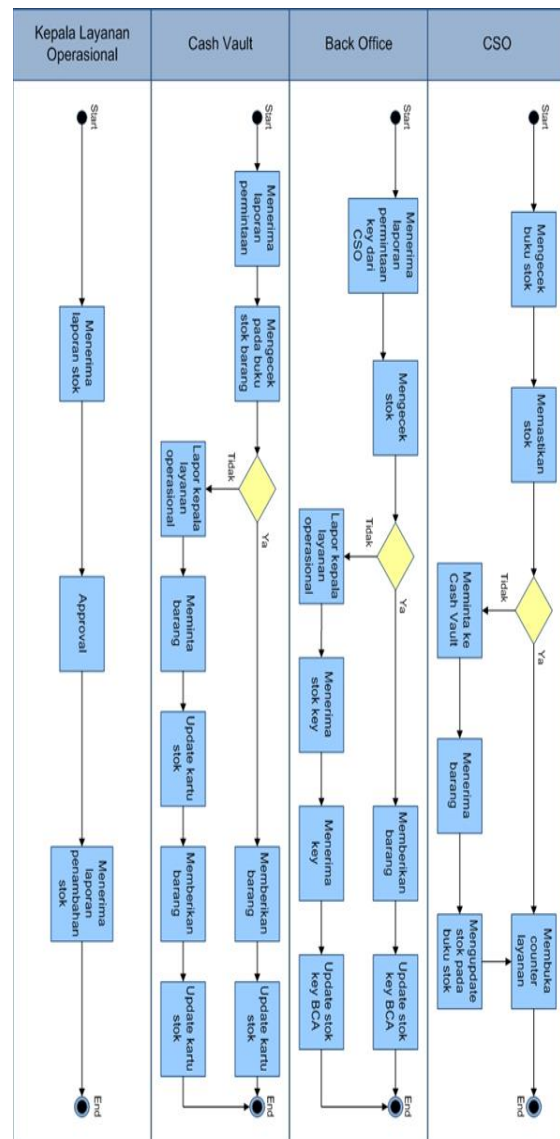 Kepala Layanan
Operasional
Cash Vault
Back Office
CSO
Start
Menerima
laporan stok
Approval
Menerima
laporan
penambahan
stok
End
Start
Menerima
laporan
permintaan
Mengecek
pada buku
stok barang
Tidak
Ya
Lapor kepala
layanan
operasional
Meminta
barang
Update kartu
stok
Memberikan
barang
Update kartu
stok
Memberikan
barang
Update kartu
stok
End
Start
Menerima
laporan
permintaan
key dari
CSO
Mengecek
stok
Tidak
Ya
Lapor kepala
layanan
operasional
Menerima
stok key
Menerima
key
Update stok
key BCA
Memberikan
barang
Update stok
key BCA
End
Start
Mengecek
buku stok
Memastikan
stok
Tidak
Ya
Meminta ke
Cash Vault
Menerima
barang
Mengupdate
stok pada
buku stok
Membuka
counter
layanan
End